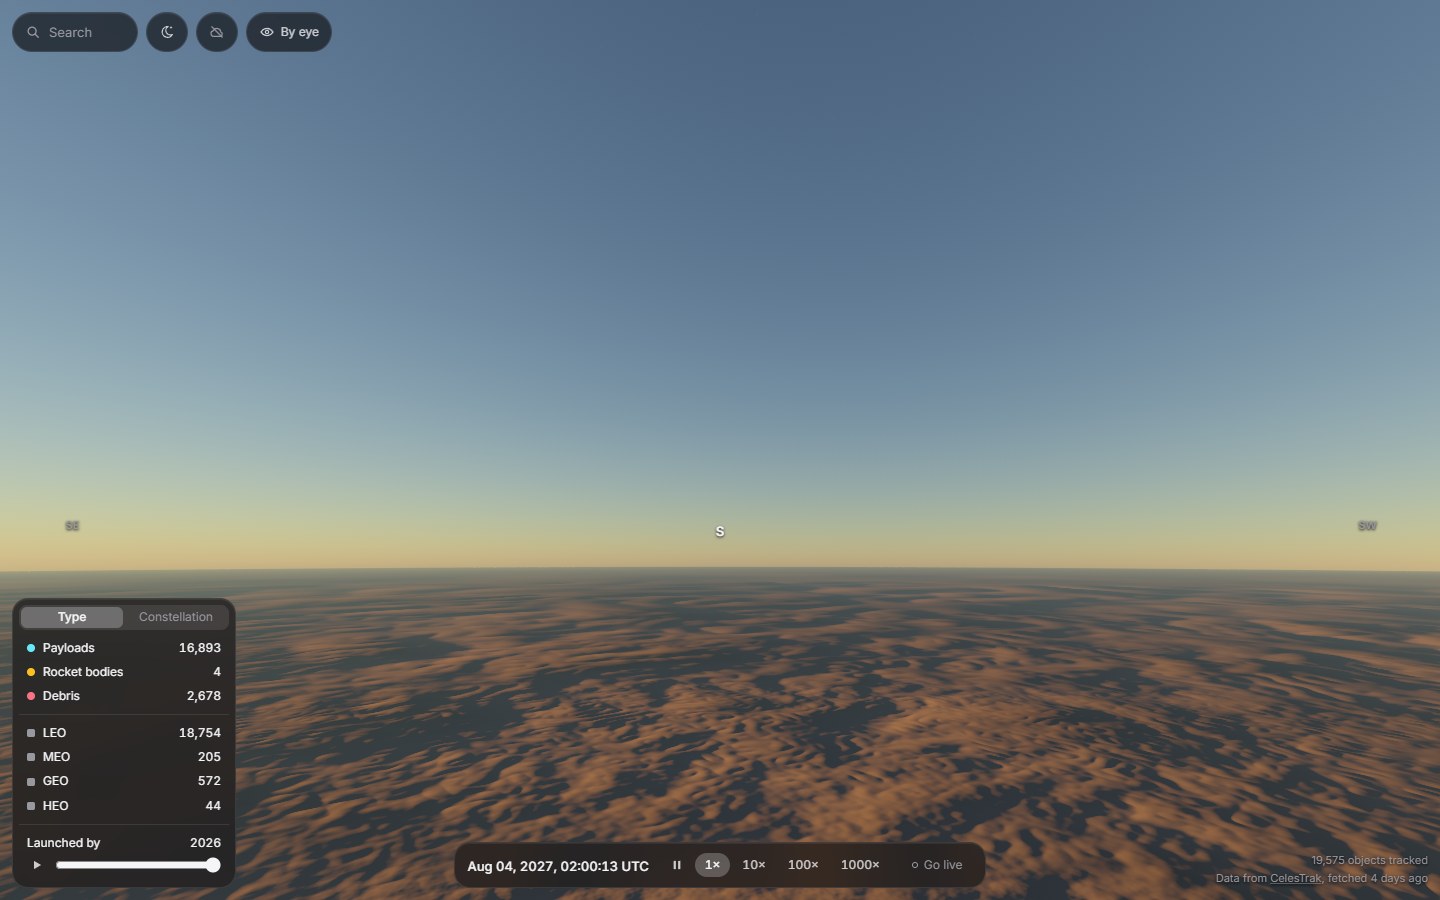 Search By eye
SE S SW
Type Constellation
Payloads 16,893
Rocket bodies 4
Debris 2,678
LEO 18,754
MEO 205
GEO 572
HEO 44
Launched by 2026
Aug 04, 2027, 02:00:13 UTC 1× 10× 100× 1000× Go live
19,575 objects tracked
Data from CelesTrak, fetched 4 days ago